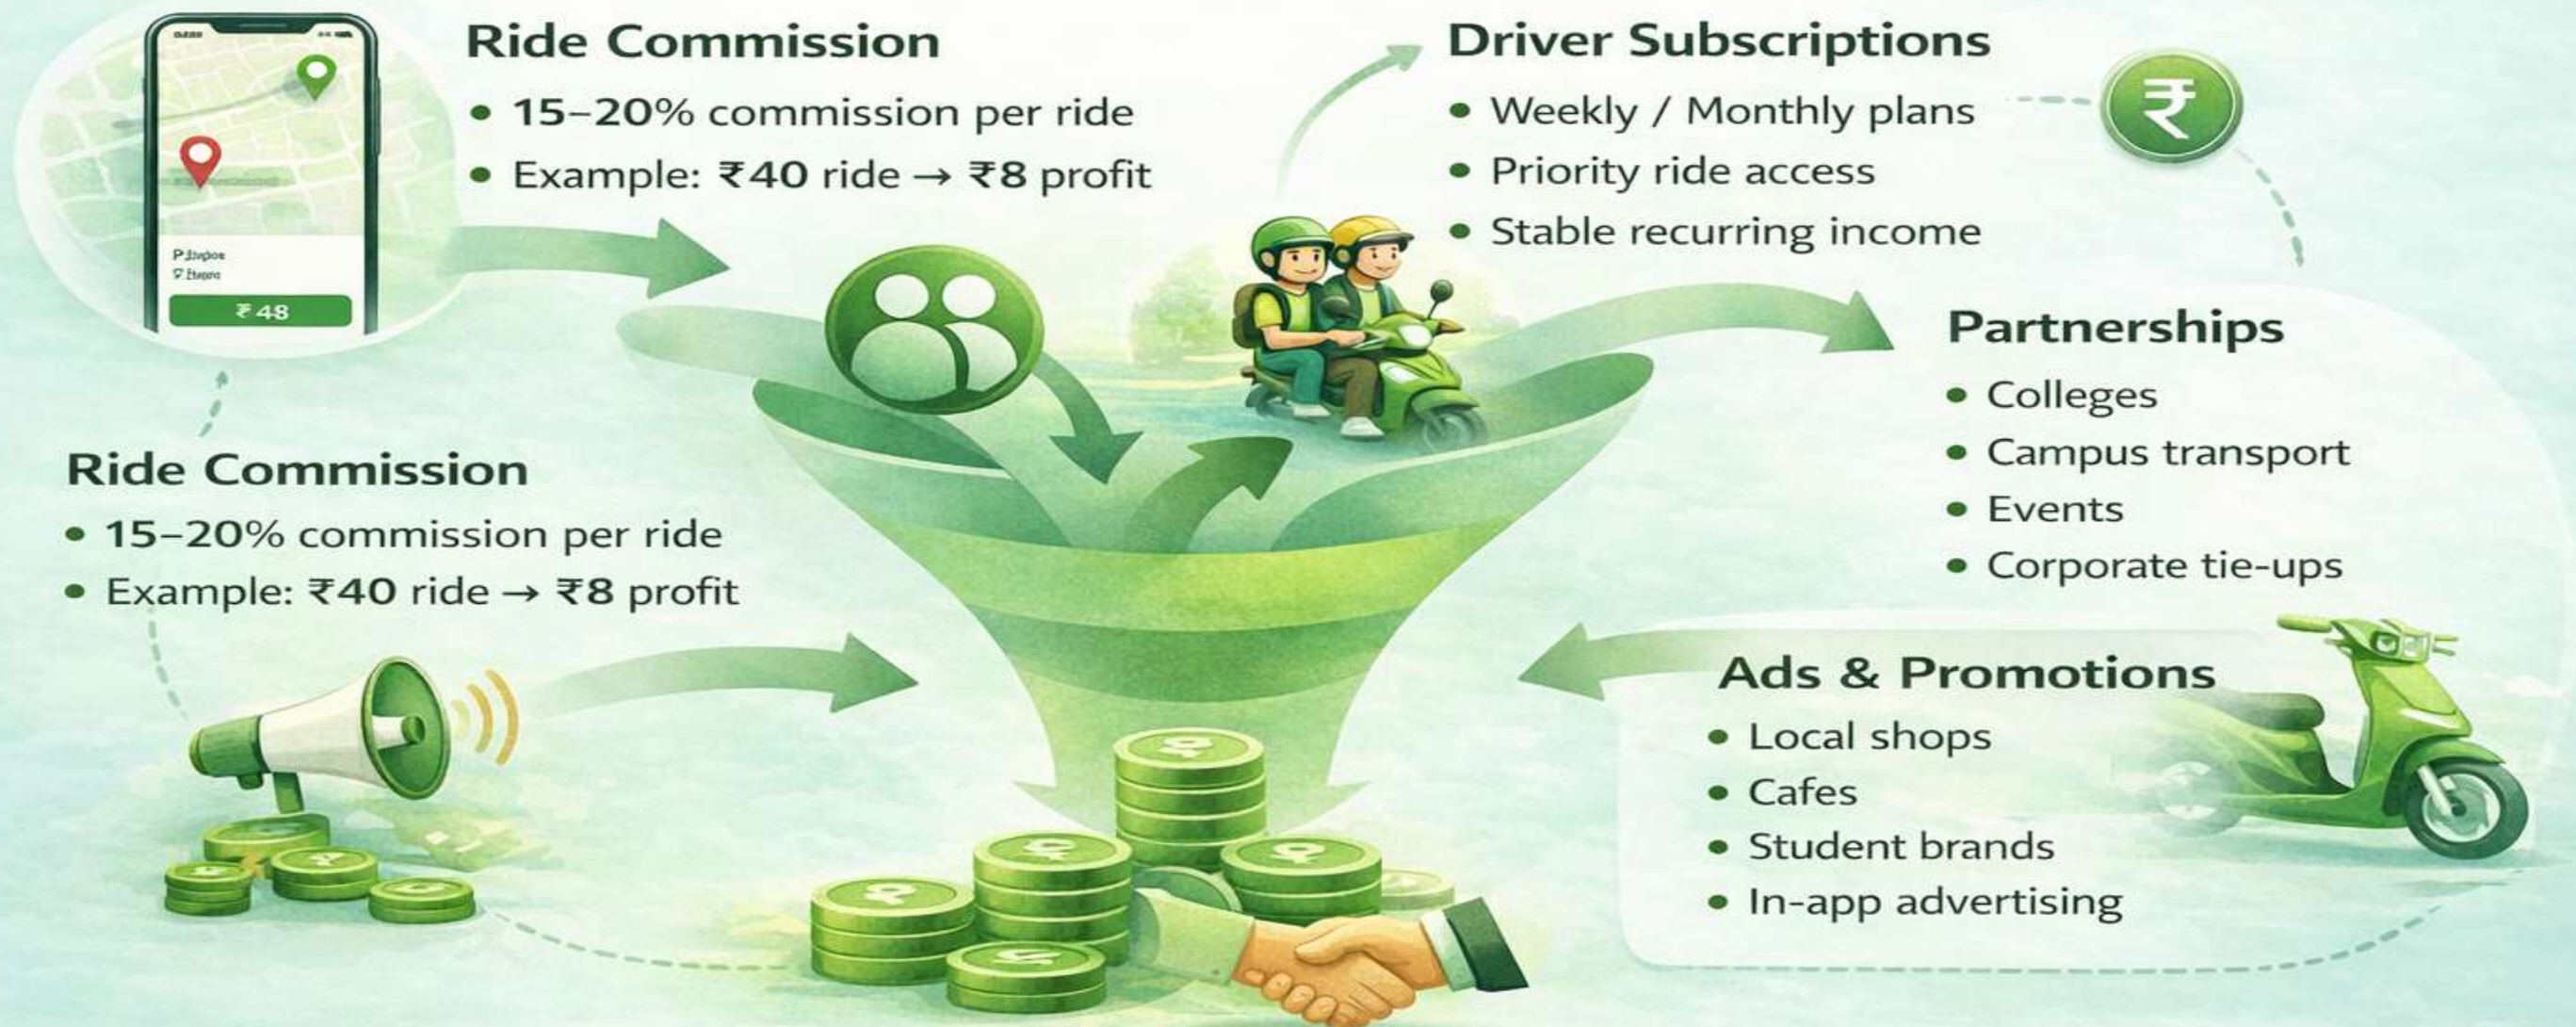 Ride Commission
• 15–20% commission per ride
• Example: ₹40 ride → ₹8 profit
Driver Subscriptions
• Weekly / Monthly plans
• Priority ride access
• Stable recurring income
₹
₹ 48
Partnerships
• Colleges
• Campus transport
• Events
• Corporate tie-ups
Ride Commission
• 15–20% commission per ride
• Example: ₹40 ride → ₹8 profit
Ads & Promotions
• Local shops
• Cafes
• Student brands
• In-app advertising